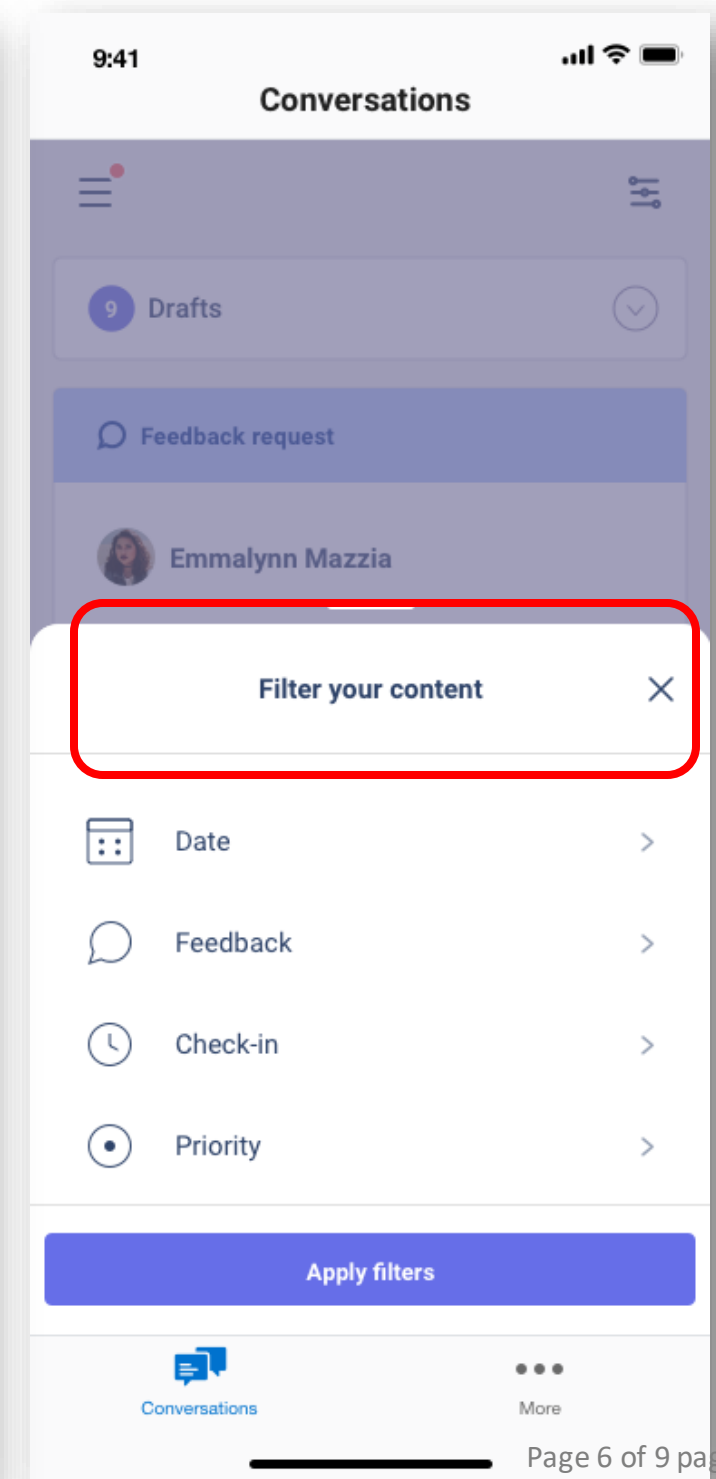 9:41
Conversations
9 Drafts
Feedback request
Emmalynn Mazzia
Filter your content
Date
Feedback
Check-in
Priority
Apply filters
Conversations
More
Page 6 of 9 pag